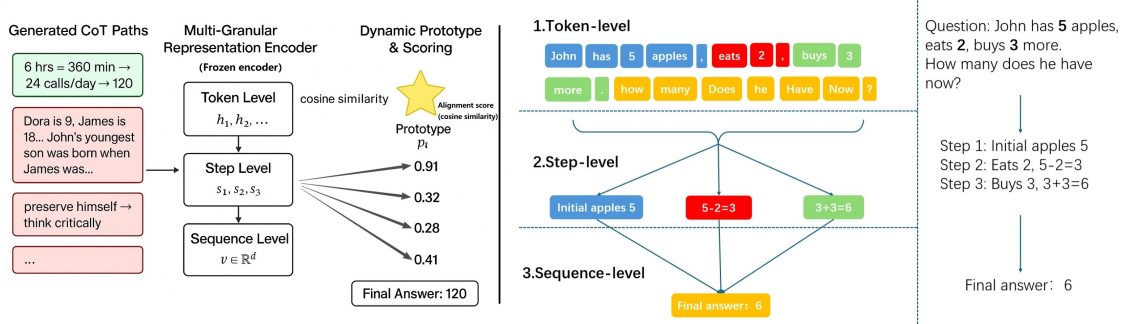 Generated CoT Paths
6 hrs = 360 min →
24 calls/day → 120
Dora is 9, James is
18... John's youngest
son was born when
James was...
preserve himself →
think critically
...
Multi-Granular
Representation Encoder
(Frozen encoder)
Token Level
h₁, h₂, ...
Step Level
s₁, s₂, s₃
Sequence Level
v ∈ ℝᵈ
cosine similarity
Dynamic Prototype
& Scoring
Alignment score
(cosine similarity)
Prototype
pᵢ
0.91
0.32
0.28
0.41
Final Answer: 120
1.Token-level
John has 5 apples , eats 2 , buys 3
more . how many Does he Have Now ?
2.Step-level
Initial apples 5 5-2=3 3+3=6
3.Sequence-level
Final answer: 6
Question: John has 5 apples,
eats 2, buys 3 more.
How many does he have
now?
Step 1: Initial apples 5
Step 2: Eats 2, 5-2=3
Step 3: Buys 3, 3+3=6
Final answer: 6